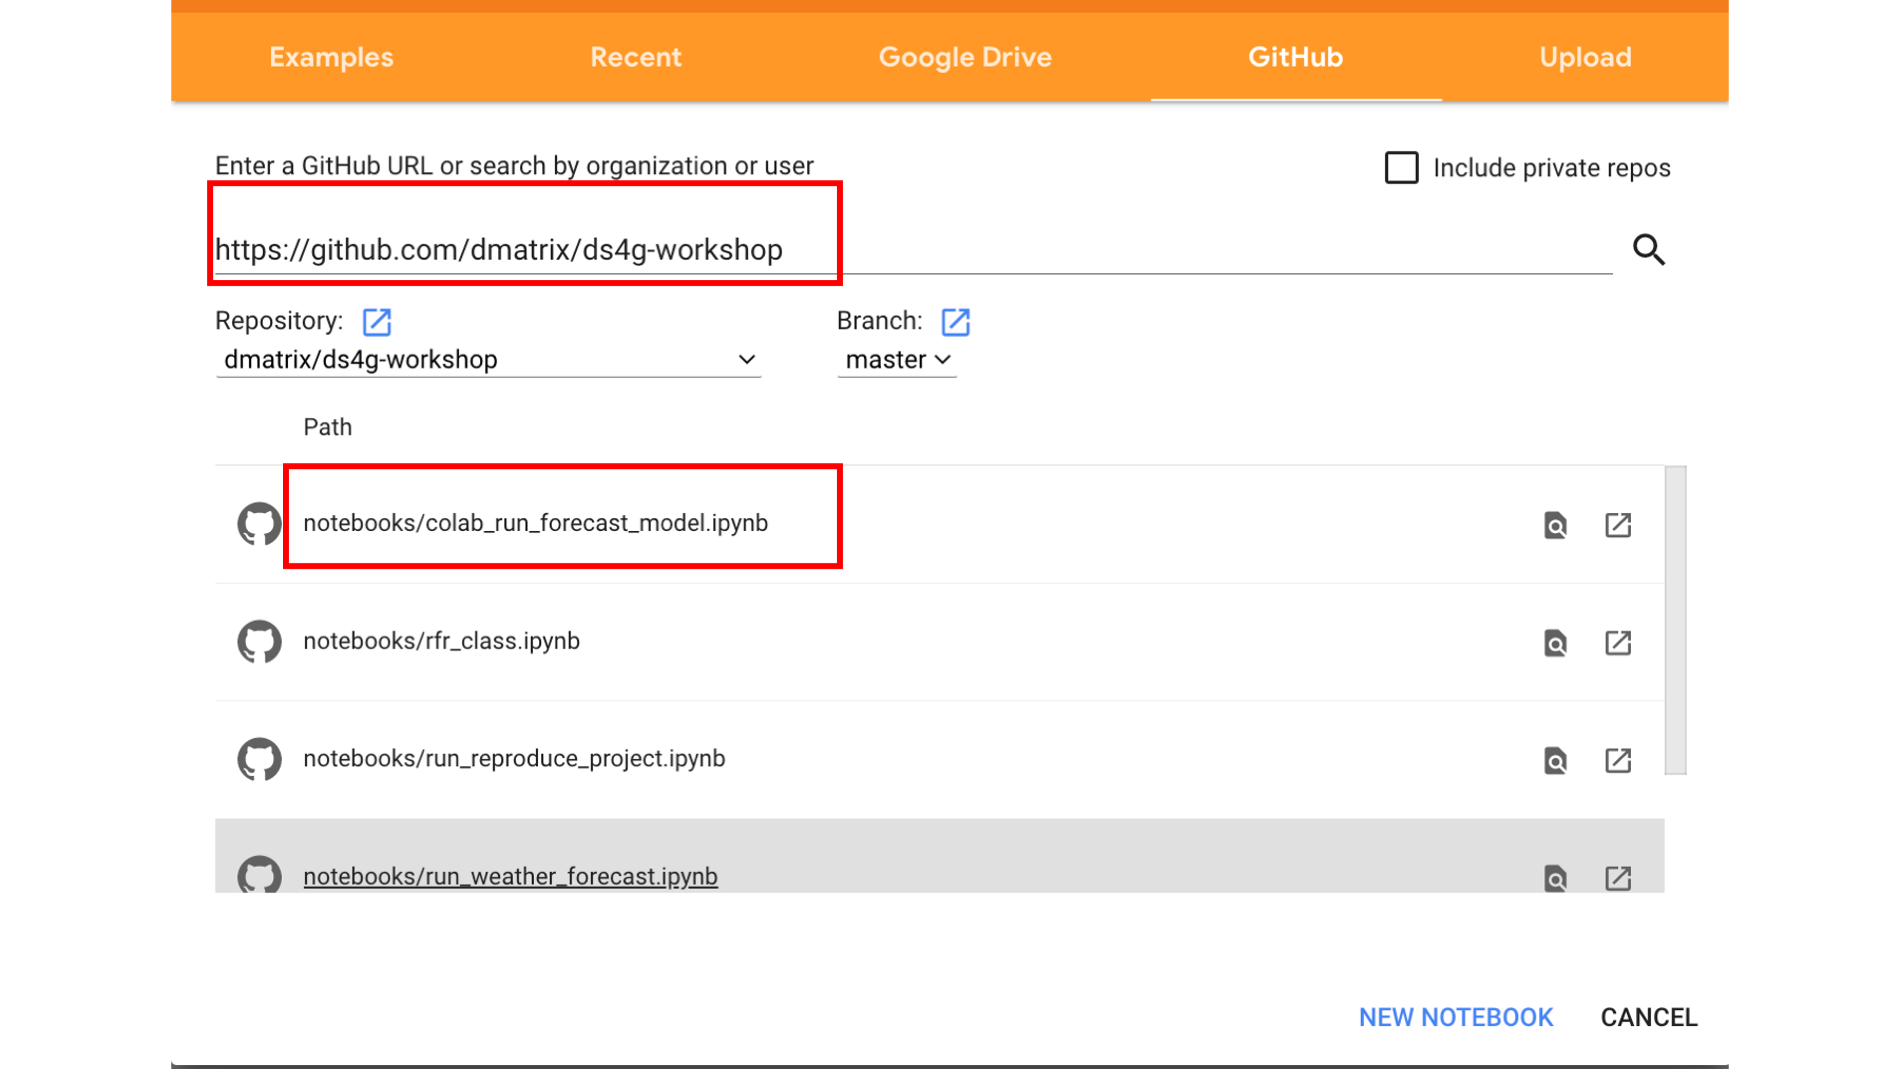 Examples Recent Google Drive GitHub Upload
Enter a GitHub URL or search by organization or user
Include private repos
https://github.com/dmatrix/ds4g-workshop
Repository: Branch:
dmatrix/ds4g-workshop master
Path
notebooks/colab_run_forecast_model.ipynb
notebooks/rfr_class.ipynb
notebooks/run_reproduce_project.ipynb
notebooks/run_weather_forecast.ipynb
NEW NOTEBOOK CANCEL